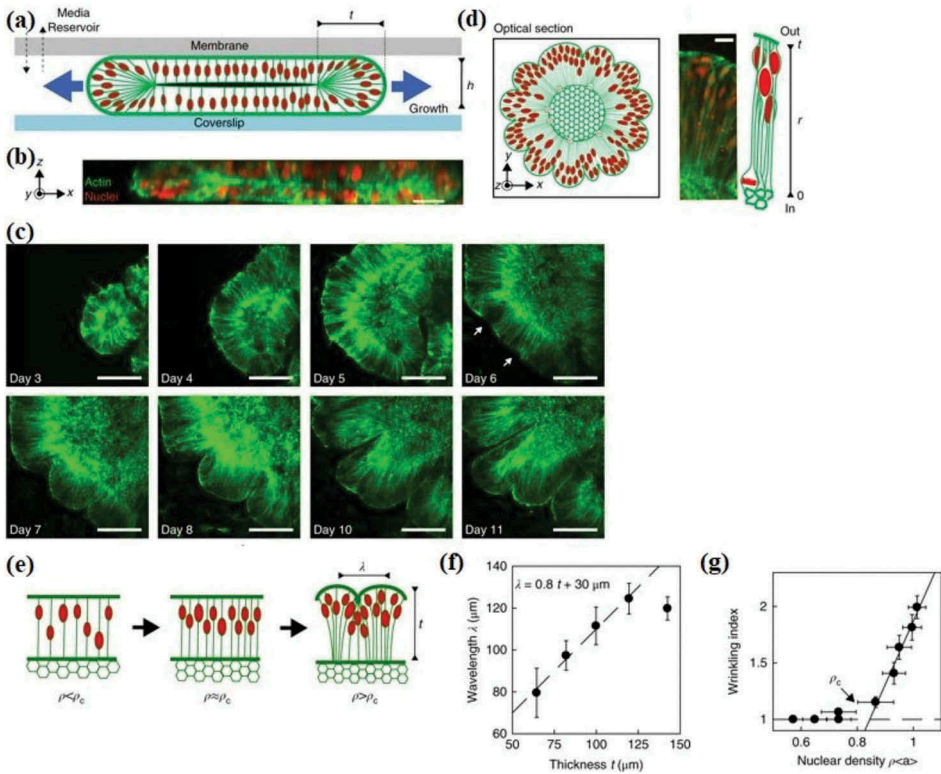 (a)
Media
Reservoir
t
Membrane
h
Growth
Coverslip
(b)
z
y
x
Actin
Nuclei
(d)
Optical section
y
z
x
Out
t
r
0
In
(c)
Day 3
Day 4
Day 5
Day 6
Day 7
Day 8
Day 10
Day 11
(e)
λ
t
ρ<ρc
ρ≈ρc
ρ>ρc
(f)
Wavelength λ (μm)
140
120
100
80
60
λ = 0.8 t + 30 μm
50
75
100
125
150
Thickness t (μm)
(g)
Wrinkling index
2
1.5
1
ρc
0.6
0.8
1
Nuclear density ρ<a>